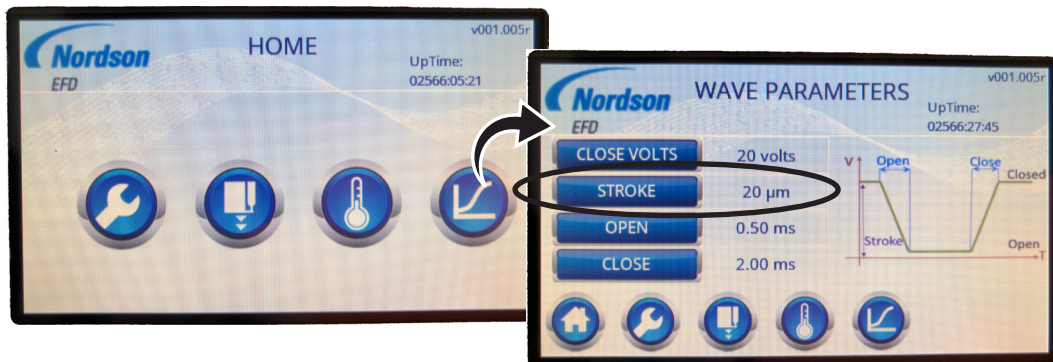 v001.005r
Nordson
EFD
HOME
UpTime:
02566:05:21
v001.005r
Nordson
EFD
WAVE PARAMETERS
UpTime:
02566:27:45
CLOSE VOLTS 20 volts
STROKE 20 µm
OPEN 0.50 ms
CLOSE 2.00 ms
V Open Close
Closed
Stroke
Open
T